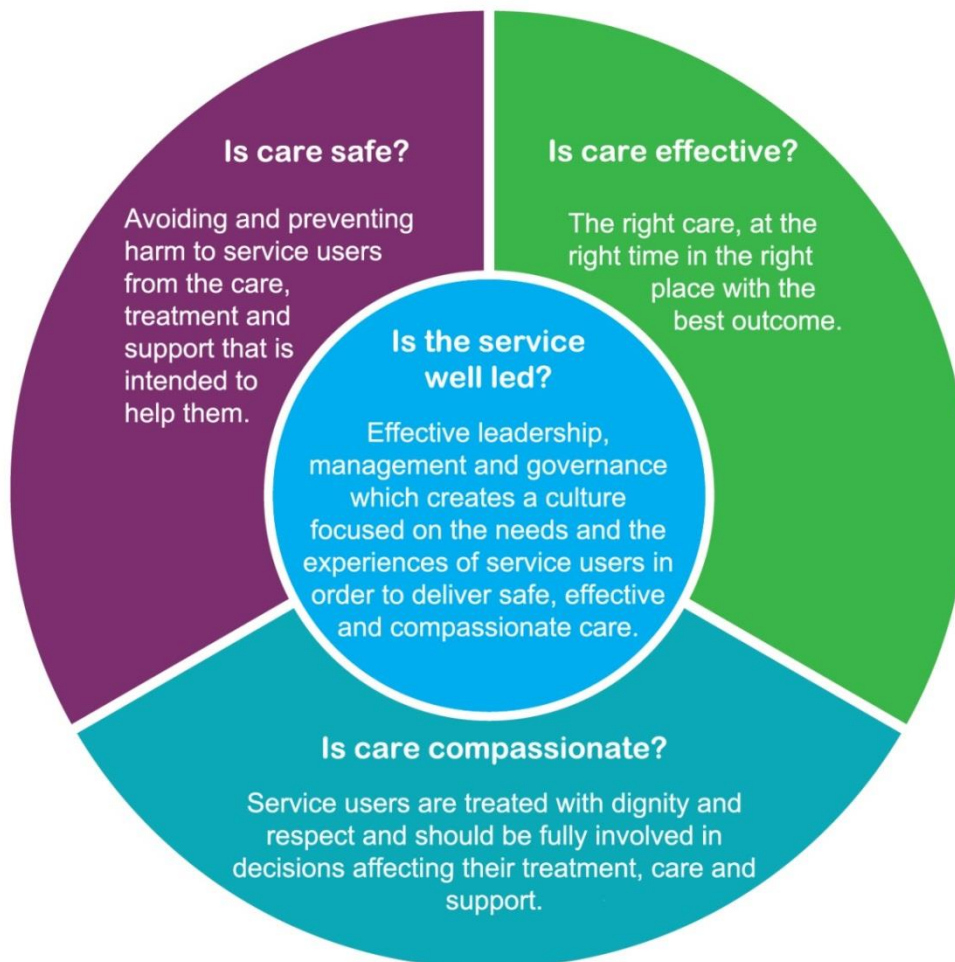 Is care safe?
Avoiding and preventing
harm to service users
from the care,
treatment and
support that is
intended to
help them.
Is care effective?
The right care, at the
right time in the right
place with the
best outcome.
Is the service
well led?
Effective leadership,
management and governance
which creates a culture
focused on the needs and the
experiences of service users in
order to deliver safe, effective
and compassionate care.
Is care compassionate?
Service users are treated with dignity and
respect and should be fully involved in
decisions affecting their treatment, care and
support.